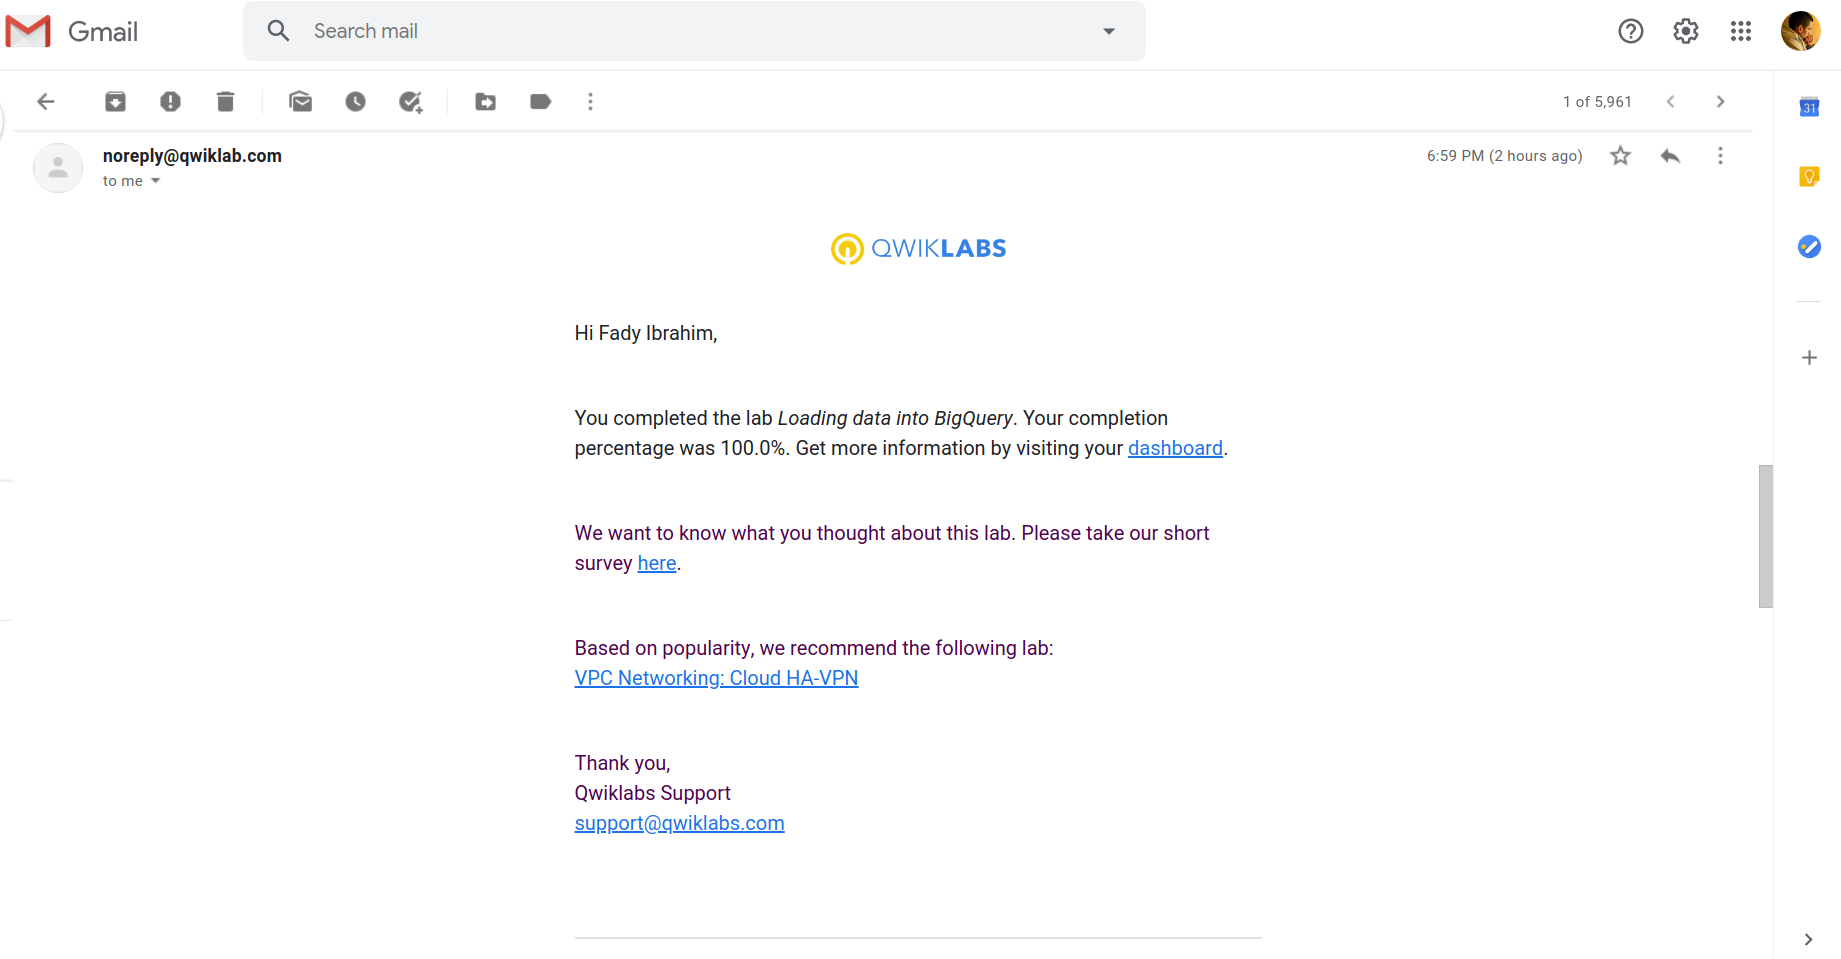 Gmail
Search mail
1 of 5,961
31
noreply@qwiklab.com
6:59 PM (2 hours ago)
to me
QWIKLABS
Hi Fady Ibrahim,
You completed the lab Loading data into BigQuery. Your completion
percentage was 100.0%. Get more information by visiting your dashboard.
We want to know what you thought about this lab. Please take our short
survey here.
Based on popularity, we recommend the following lab:
VPC Networking: Cloud HA-VPN
Thank you,
Qwiklabs Support
support@qwiklabs.com